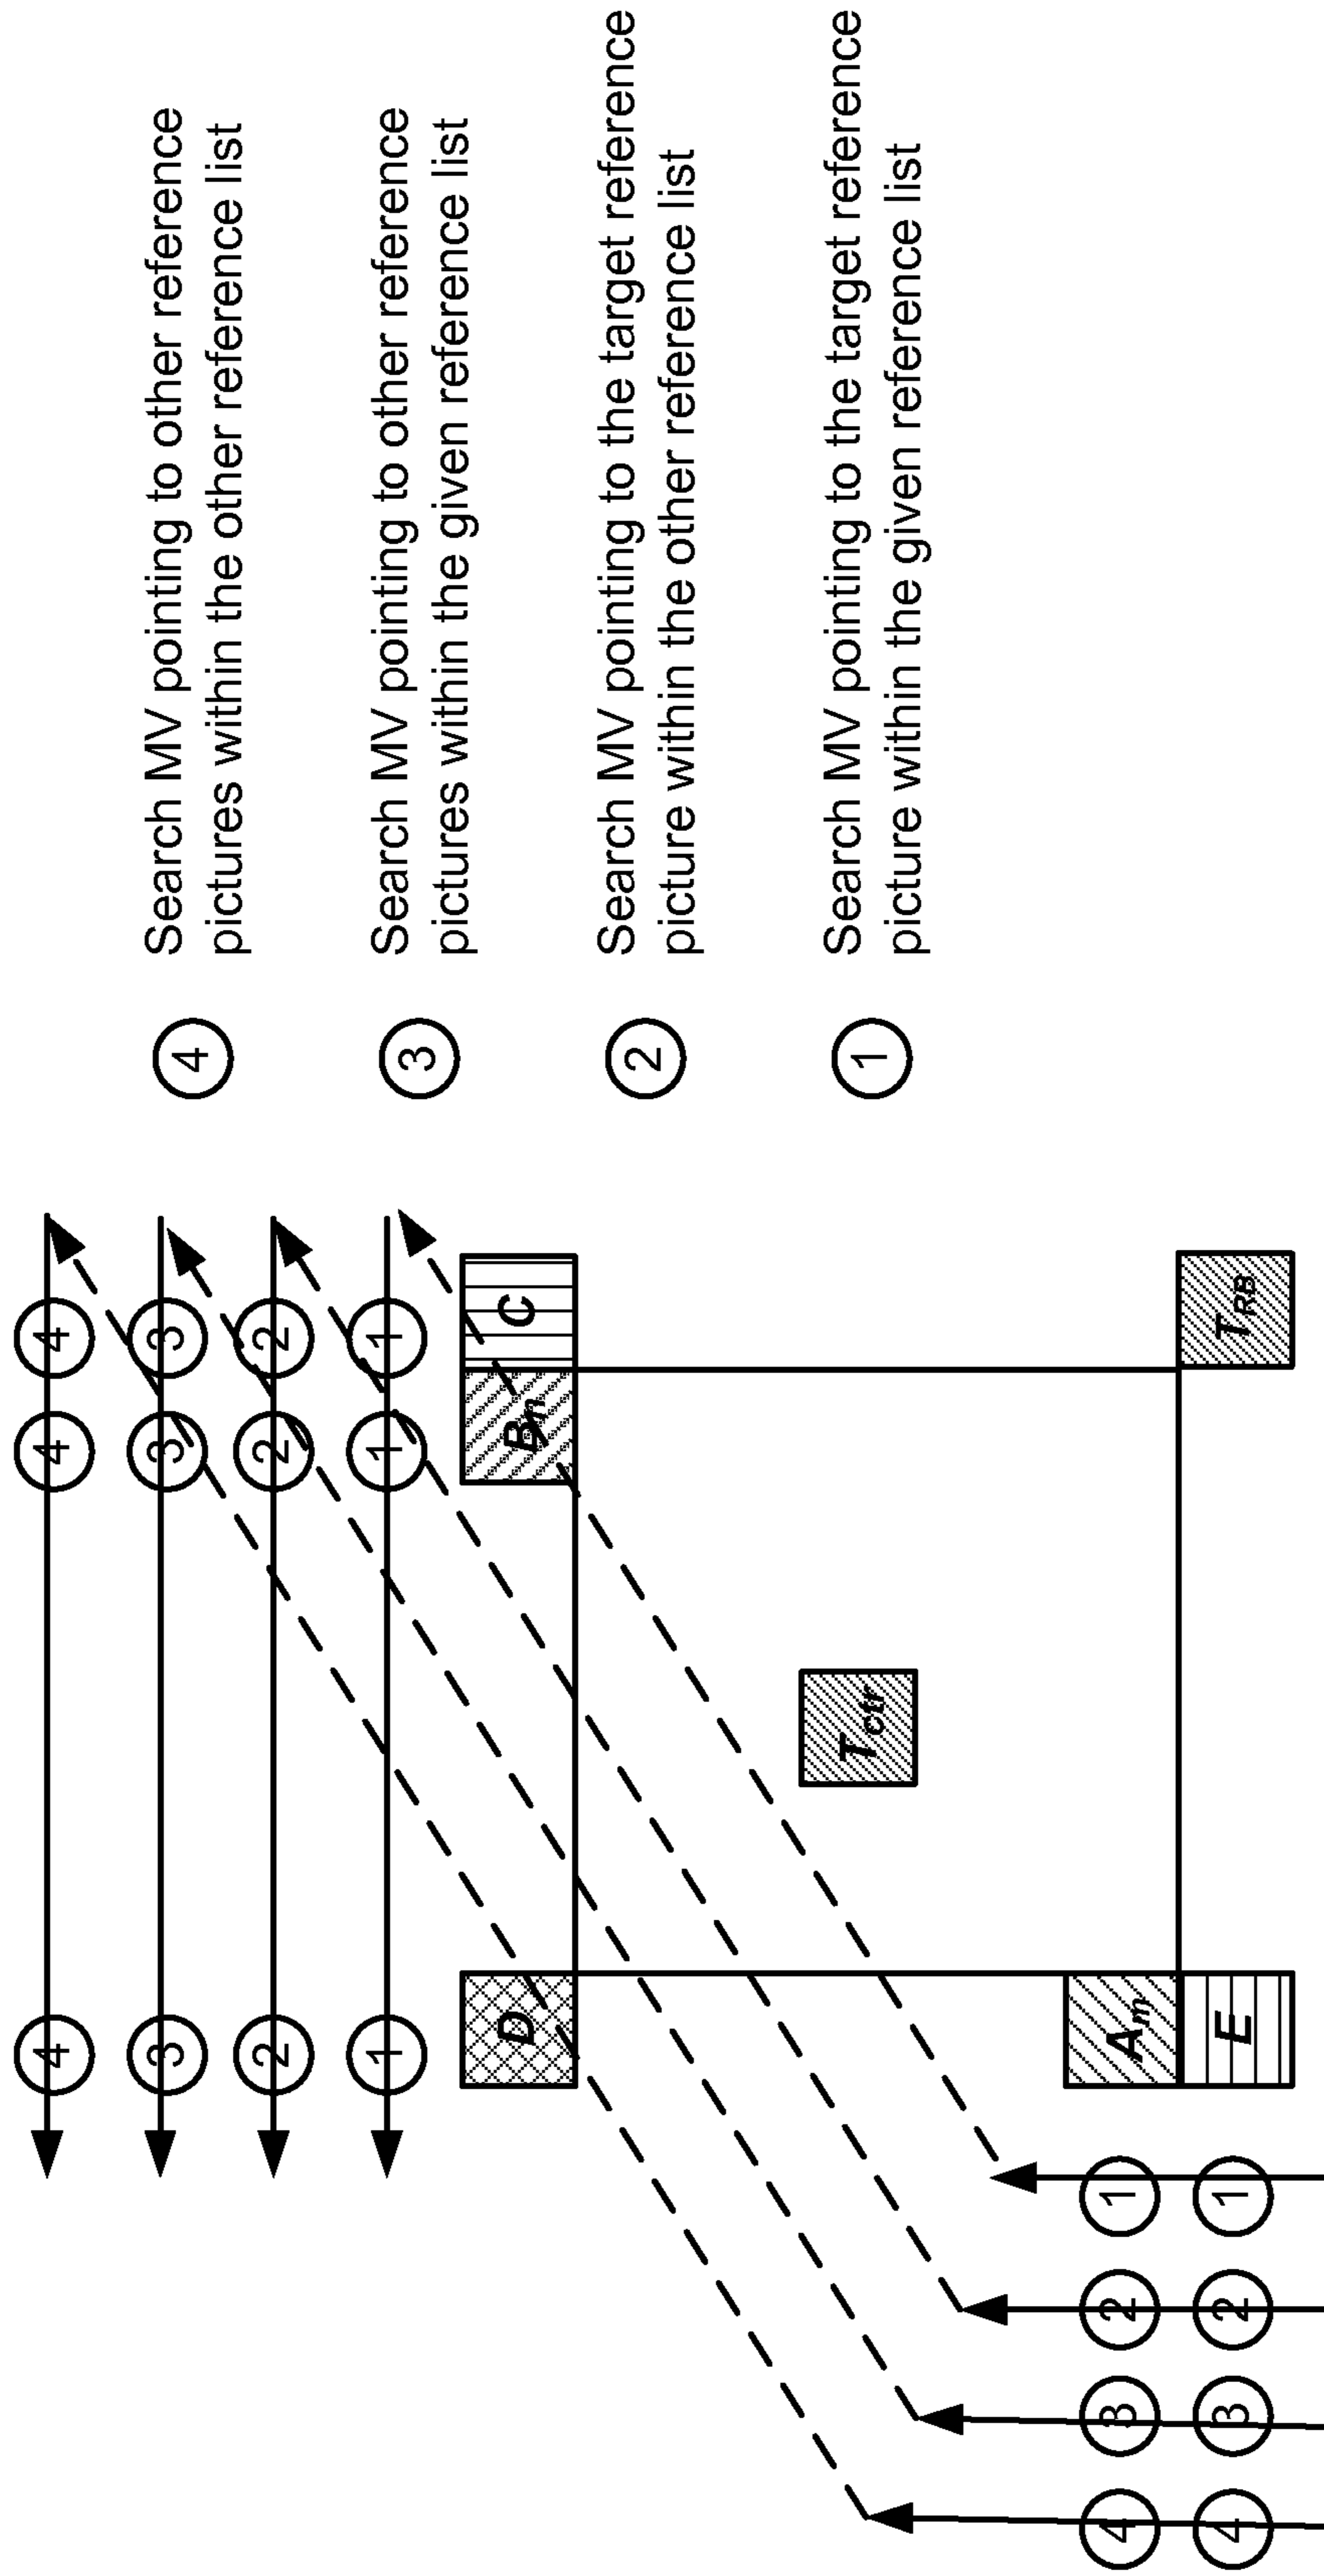 4 4 4
3 3 3
2 2 2
1 1 1
D Bn C
Tctr
4 3 2 1 Am
4 3 2 1 E TRB
4 Search MV pointing to other reference
pictures within the other reference list
3 Search MV pointing to other reference
pictures within the given reference list
2 Search MV pointing to the target reference
picture within the other reference list
1 Search MV pointing to the target reference
picture within the given reference list